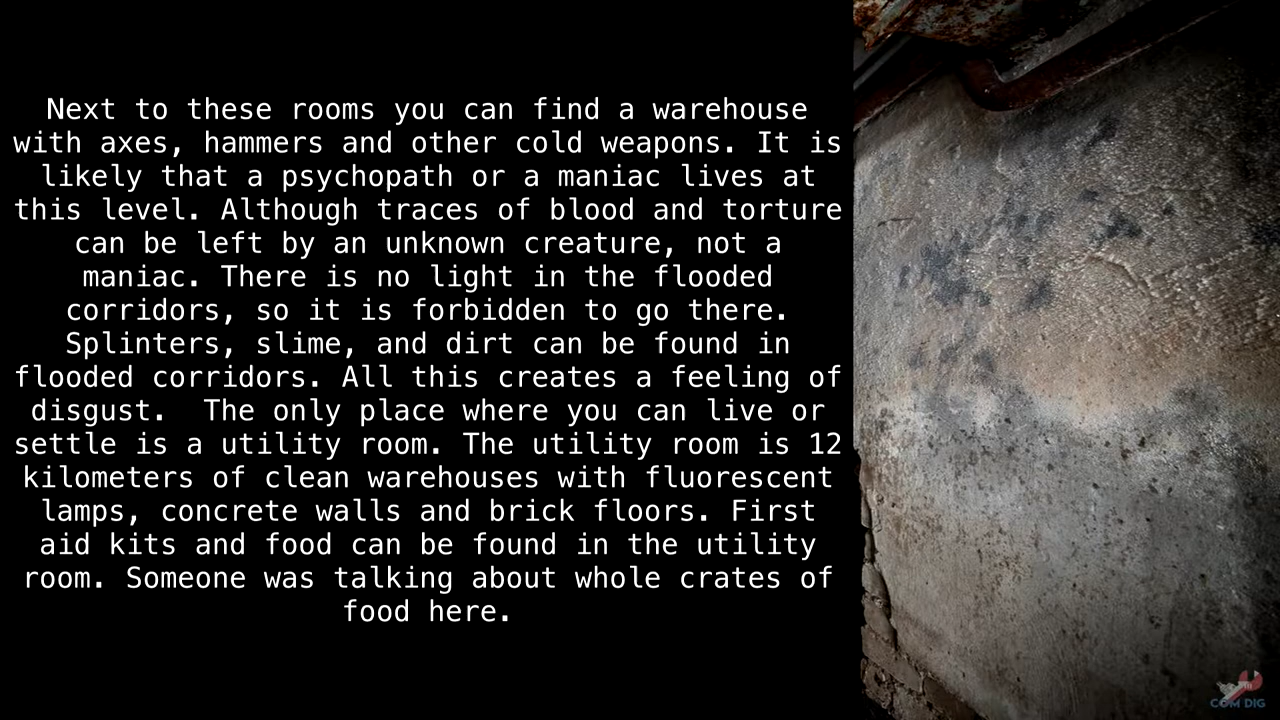 Next to these rooms you can find a warehouse
with axes, hammers and other cold weapons. It is
likely that a psychopath or a maniac lives at
this level. Although traces of blood and torture
can be left by an unknown creature, not a
maniac. There is no light in the flooded
corridors, so it is forbidden to go there.
Splinters, slime, and dirt can be found in
flooded corridors. All this creates a feeling of
disgust.  The only place where you can live or
settle is a utility room. The utility room is 12
kilometers of clean warehouses with fluorescent
lamps, concrete walls and brick floors. First
aid kits and food can be found in the utility
room. Someone was talking about whole crates of
food here.
COM DIG